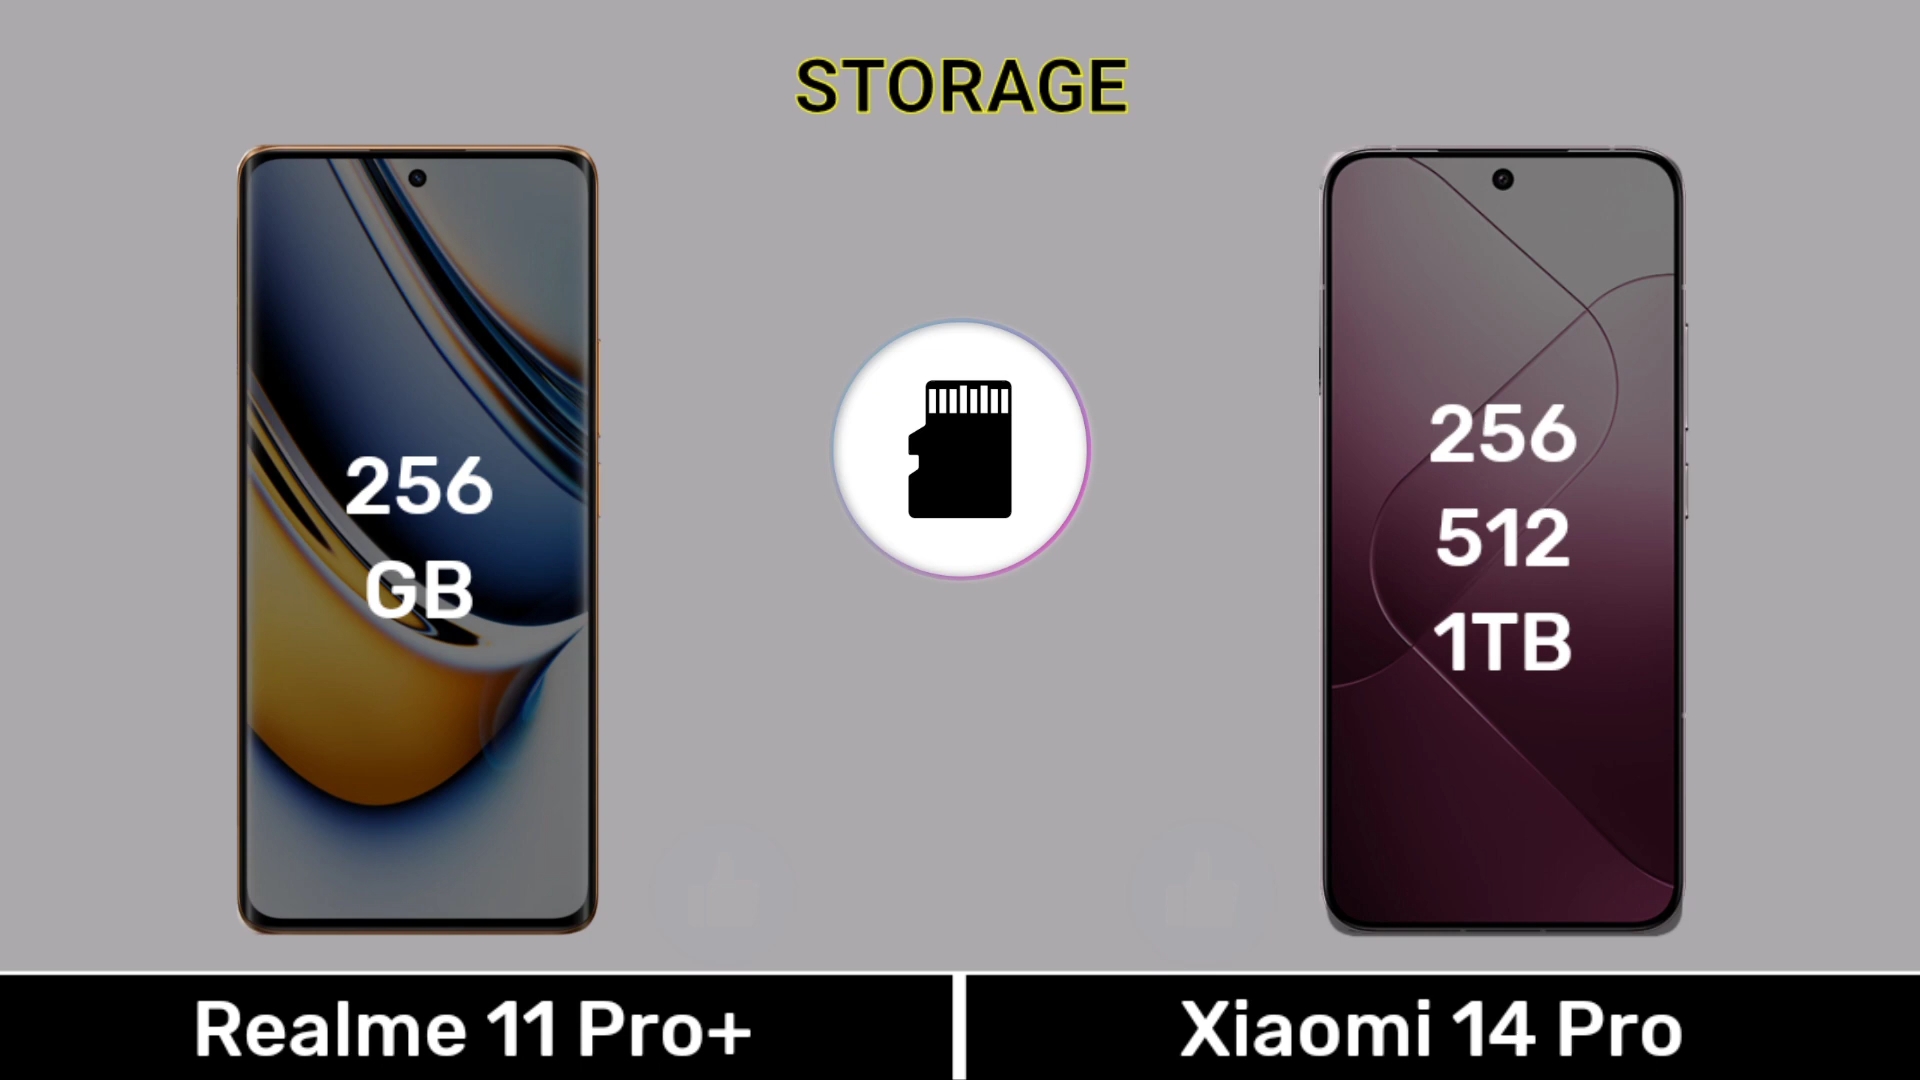 STORAGE
256
GB
256
512
1TB
Realme 11 Pro+
Xiaomi 14 Pro